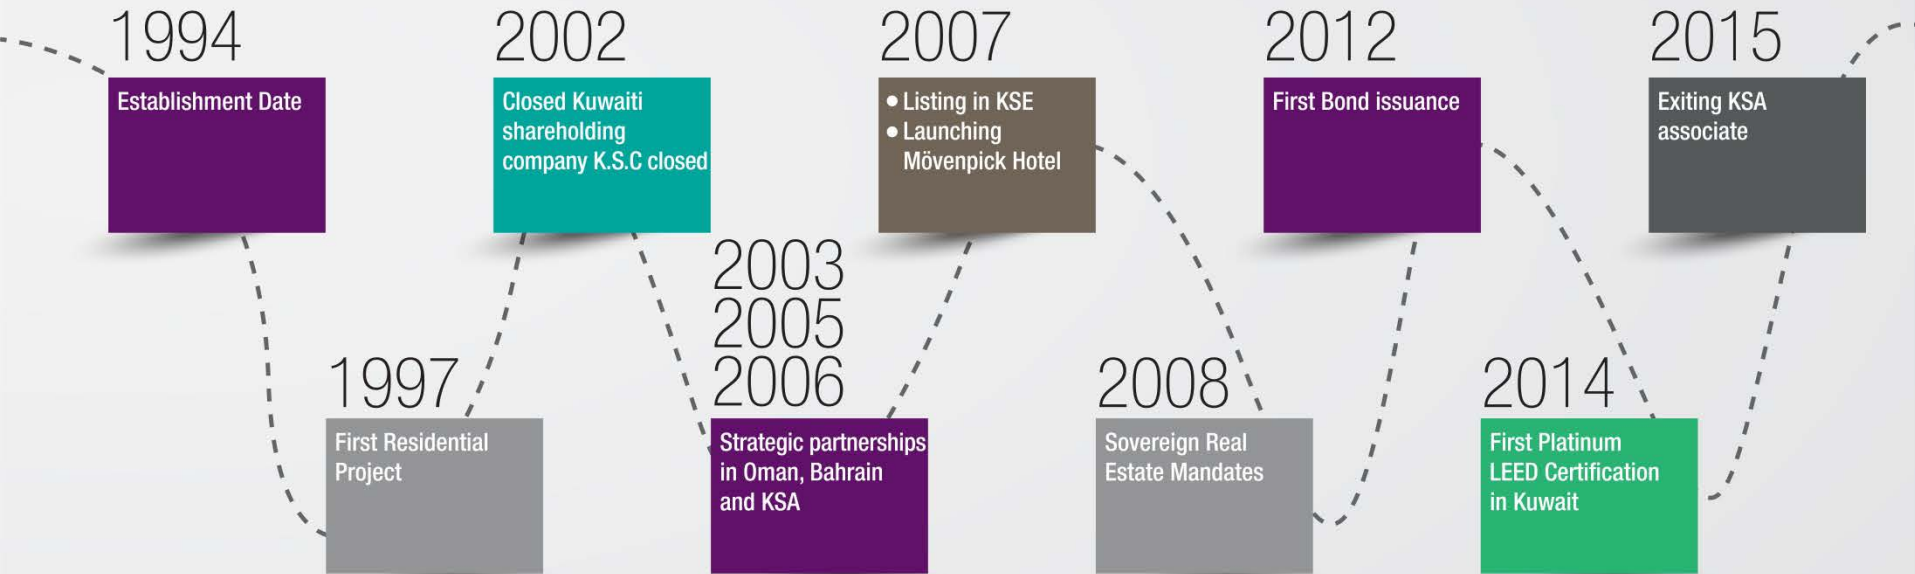 1994
Establishment Date
1997
First Residential
Project
2002
Closed Kuwaiti
shareholding
company K.S.C closed
2003
2005
2006
Strategic partnerships
in Oman, Bahrain
and KSA
2007
● Listing in KSE
● Launching
Mövenpick Hotel
2008
Sovereign Real
Estate Mandates
2012
First Bond issuance
2014
First Platinum
LEED Certification
in Kuwait
2015
Exiting KSA
associate